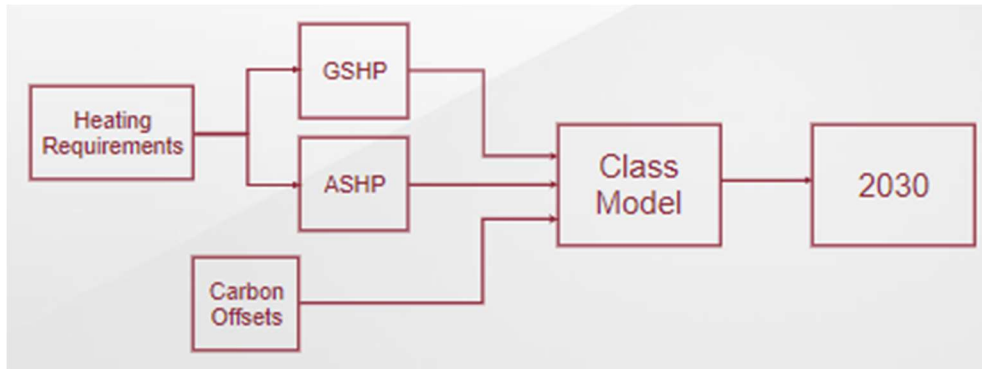 GSHP
Heating
Requirements
ASHP
Class
Model
2030
Carbon
Offsets